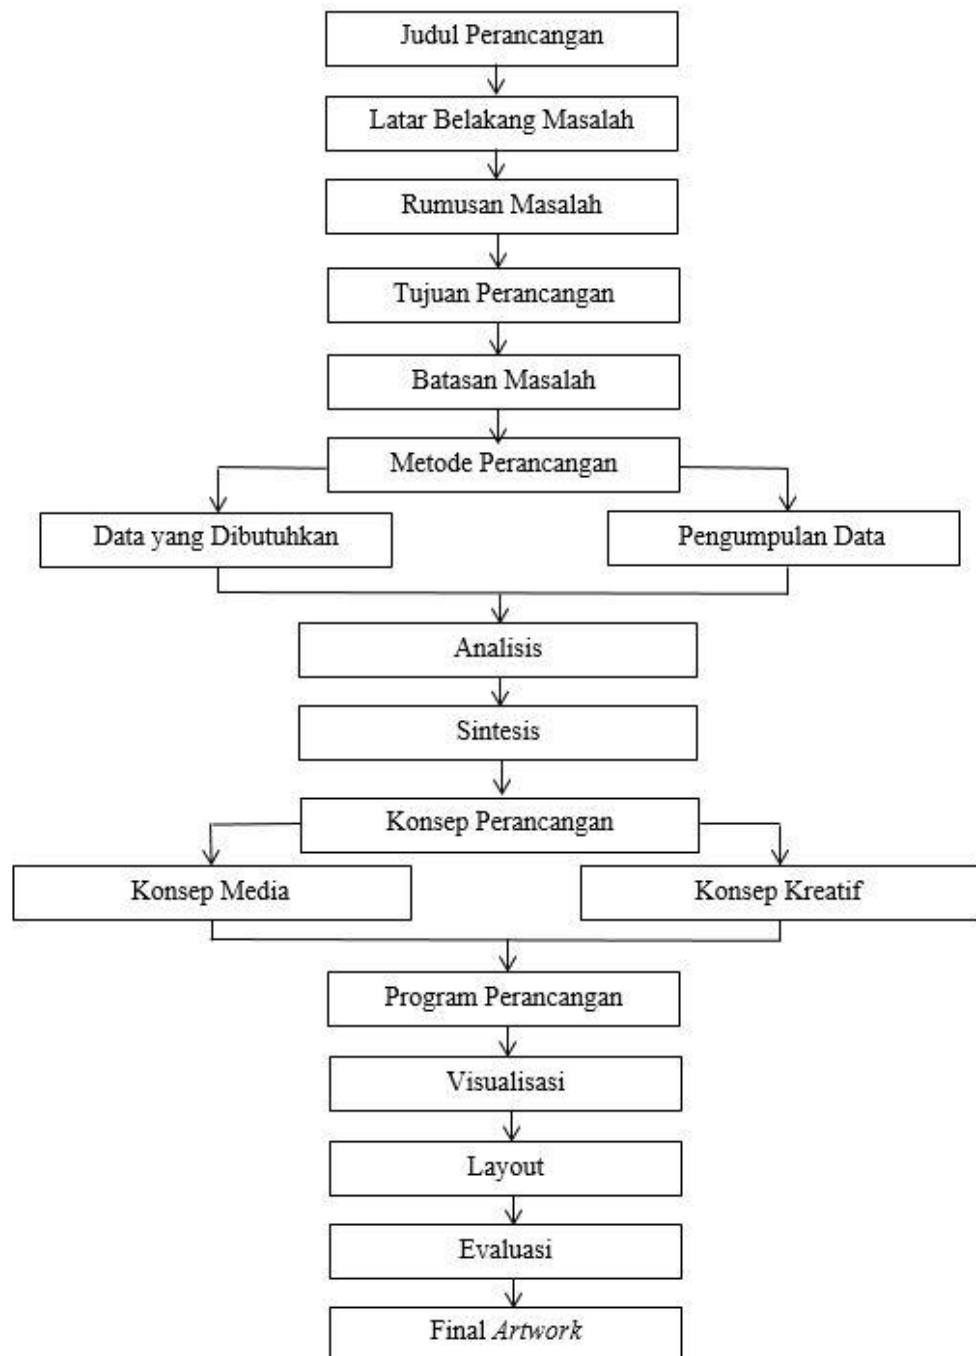 Judul Perancangan
Latar Belakang Masalah
Rumusan Masalah
Tujuan Perancangan
Batasan Masalah
Metode Perancangan
Data yang Dibutuhkan
Pengumpulan Data
Analisis
Sintesis
Konsep Perancangan
Konsep Media
Konsep Kreatif
Program Perancangan
Visualisasi
Layout
Evaluasi
Final Artwork